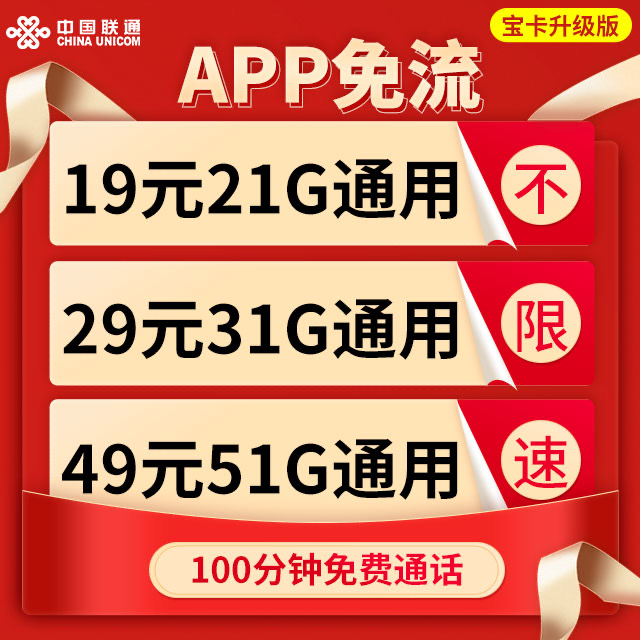 中国联通
CHINA UNICOM
宝卡升级版
APP免流
19元21G通用
不
29元31G通用
限
49元51G通用
速
100分钟免费通话